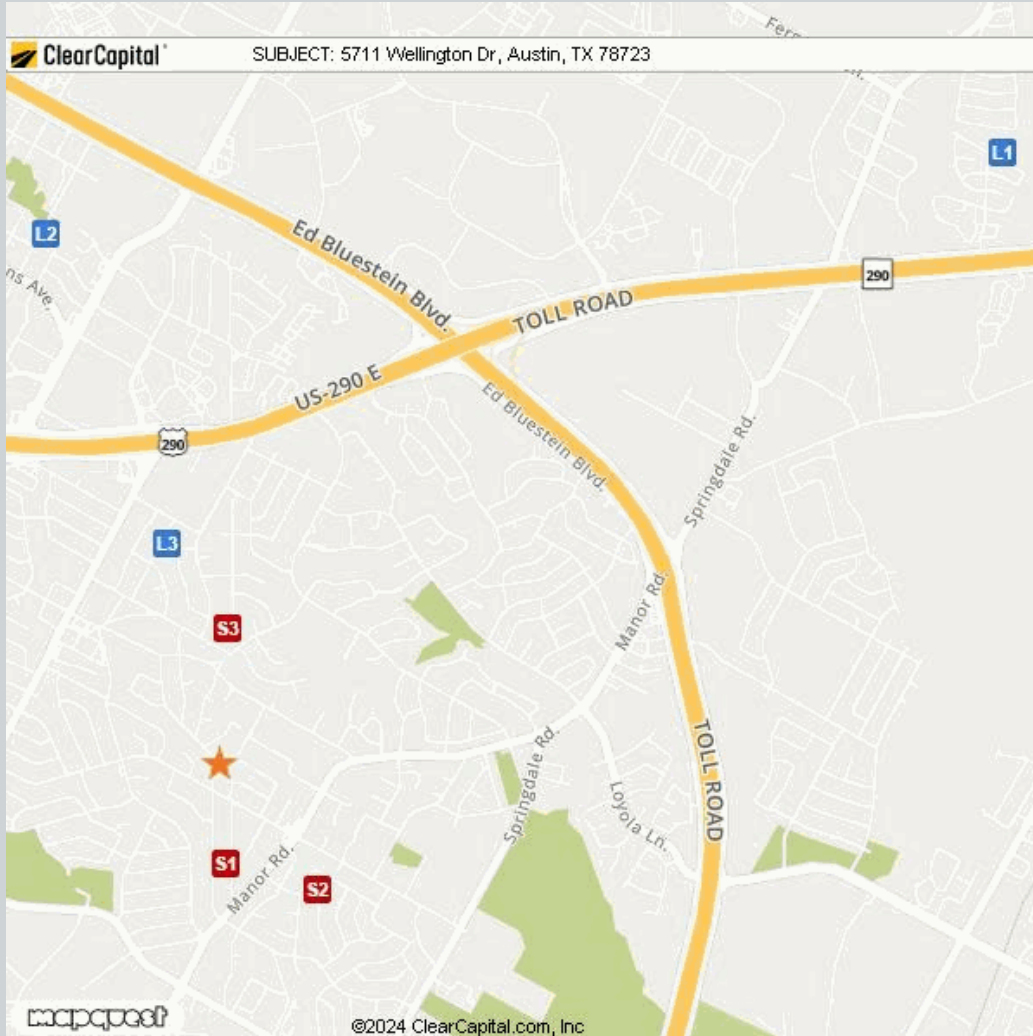 ClearCapital
SUBJECT: 5711 Wellington Dr, Austin, TX 78723
L1
L2
Ed Bluestein Blvd.
290
TOLL ROAD
US-290 E
290
Ed Bluestein Blvd.
Springdale Rd.
L3
S3
Manor Rd.
TOLL ROAD
Springdale Rd.
Loyola Ln.
S1
Manor Rd.
S2
mapquest
©2024 ClearCapital.com, Inc